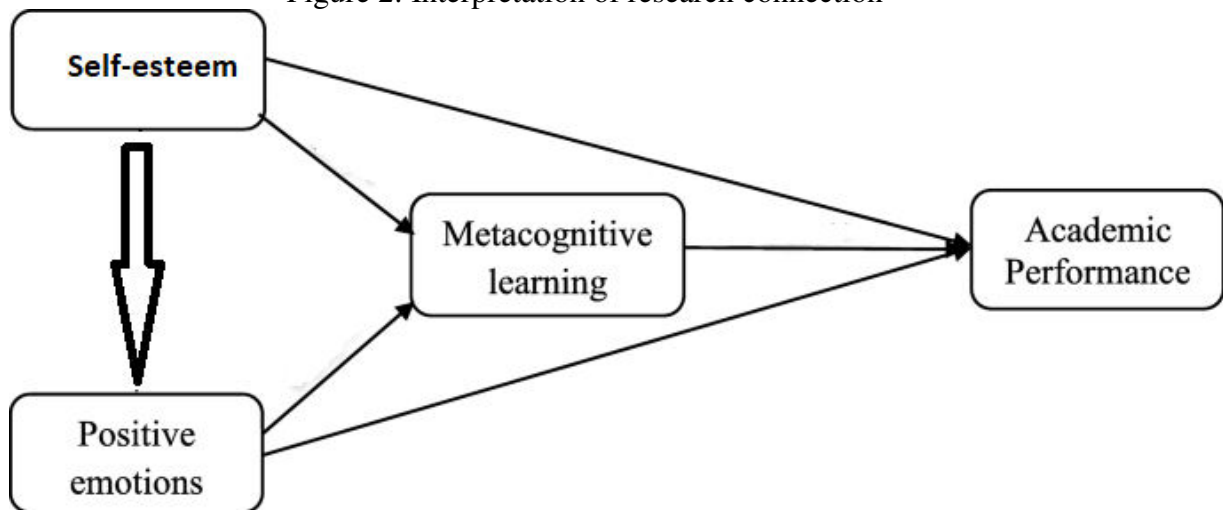 Figure 2: Interpretation of research connection
Self-esteem
Metacognitive
learning
Academic
Performance
Positive
emotions